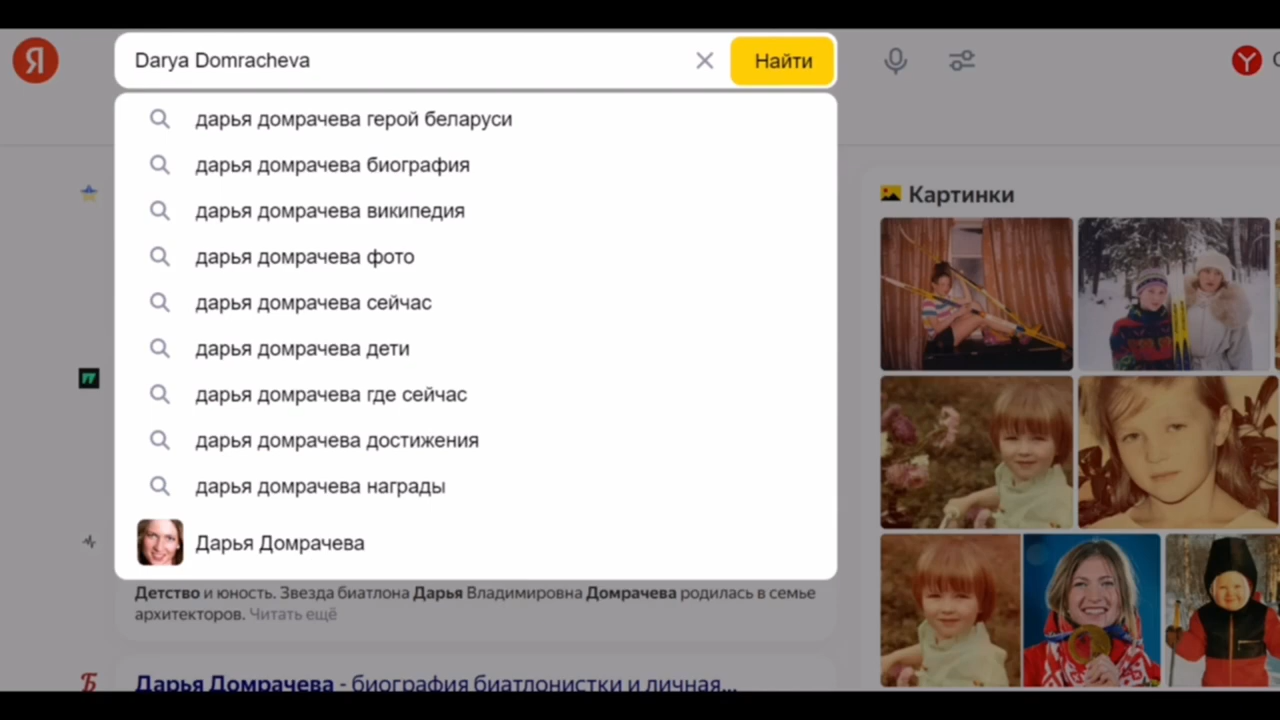 Я
Darya Domracheva
Найти
дарья домрачева герой беларуси
дарья домрачева биография
дарья домрачева википедия
дарья домрачева фото
дарья домрачева сейчас
дарья домрачева дети
дарья домрачева где сейчас
дарья домрачева достижения
дарья домрачева награды
Дарья Домрачева
Детство и юность. Звезда биатлона Дарья Владимировна Домрачева родилась в семье
архитекторов. Читать ещё
Б
Дарья Домрачева - биография биатлонистки и личная...
Y
Картинки